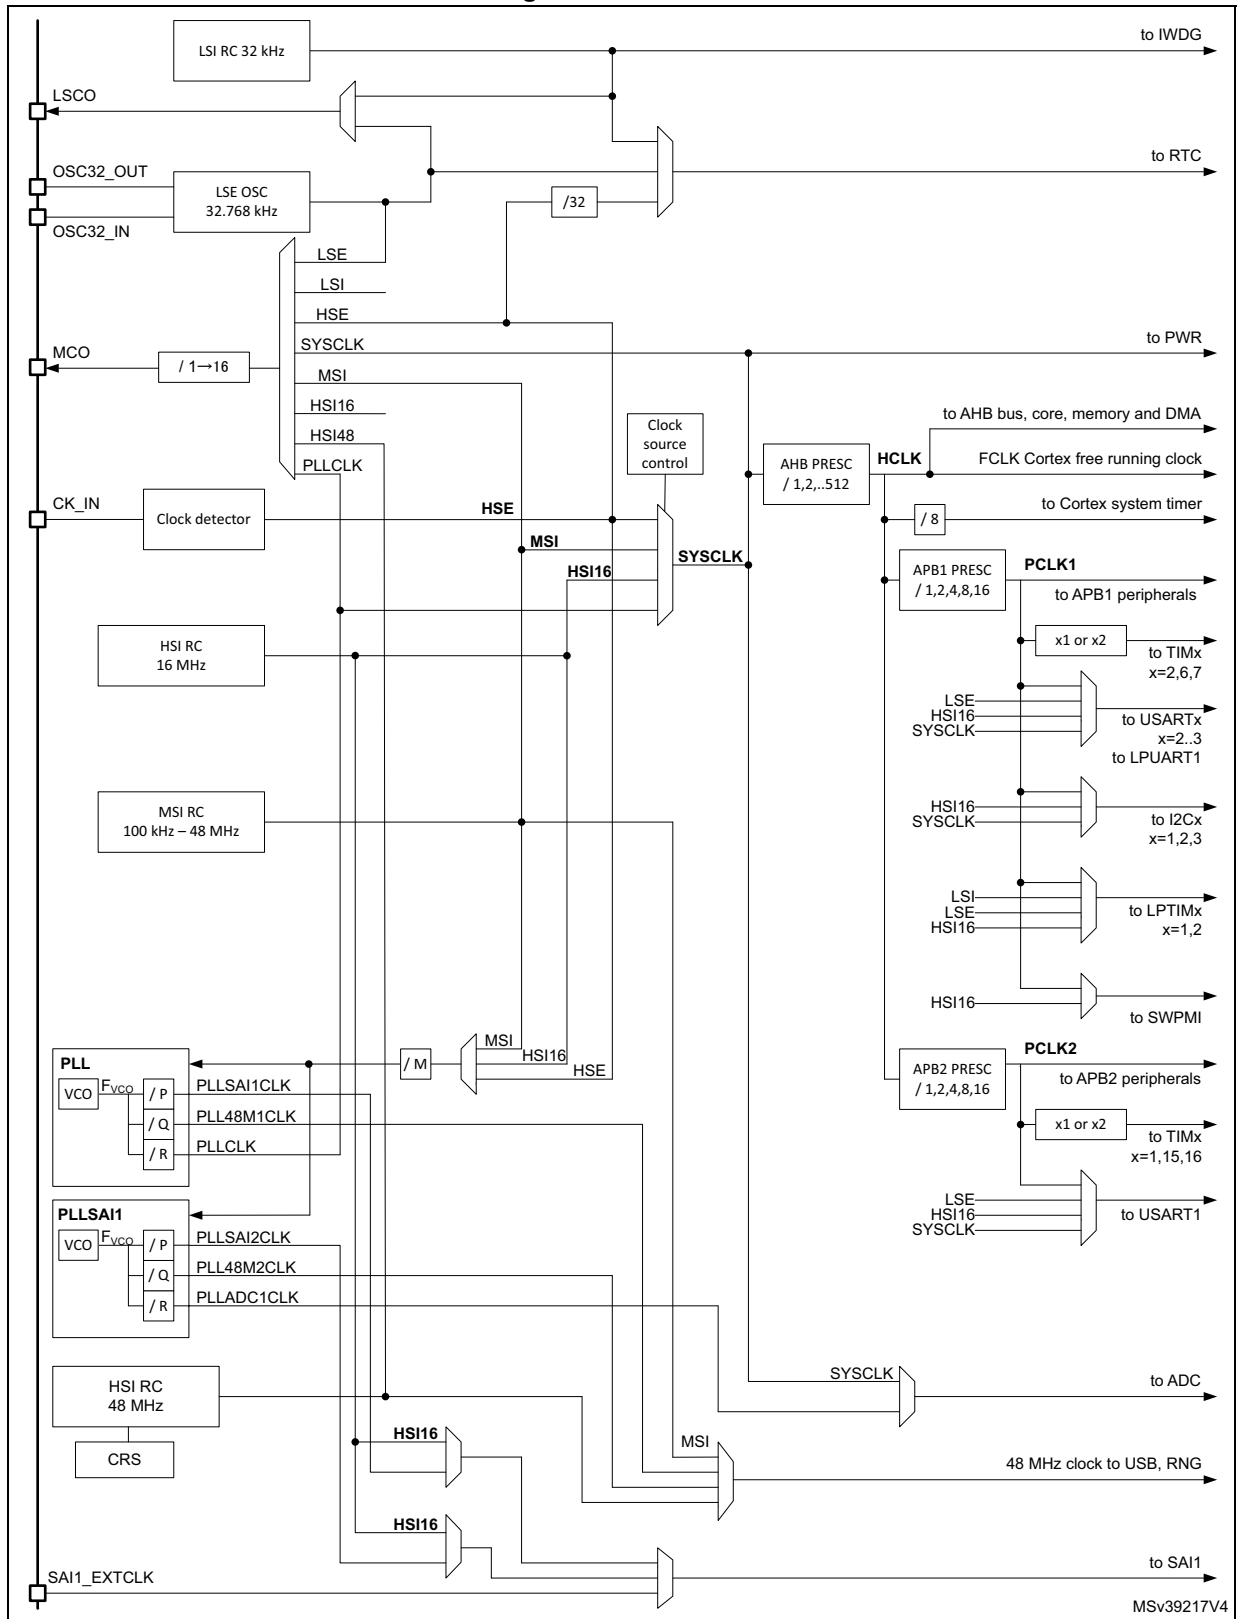 LSI RC 32 kHz
to IWDG
LSCO
to RTC
OSC32_OUT
LSE OSC
32.768 kHz
/32
OSC32_IN
LSE
LSI
HSE
MCO
/ 1→16
SYSCLK
to PWR
MSI
HSI16
HSI48
PLLCLK
Clock
source
control
to AHB bus, core, memory and DMA
AHB PRESC
/ 1,2,..512
HCLK
FCLK Cortex free running clock
CK_IN
Clock detector
HSE
MSI
HSI16
SYSCLK
to Cortex system timer
/ 8
APB1 PRESC
/ 1,2,4,8,16
PCLK1
to APB1 peripherals
HSI RC
16 MHz
x1 or x2
to TIMx
x=2,6,7
LSE
HSI16
SYSCLK
to USARTx
x=2..3
to LPUART1
MSI RC
100 kHz – 48 MHz
HSI16
SYSCLK
to I2Cx
x=1,2,3
LSI
LSE
HSI16
to LPTIMx
x=1,2
HSI16
to SWPMI
MSI
HSI16
HSE
/ M
PLL
VCO
FVCO
/ P
PLLSAI1CLK
/ Q
PLL48M1CLK
/ R
PLLCLK
APB2 PRESC
/ 1,2,4,8,16
PCLK2
to APB2 peripherals
x1 or x2
to TIMx
x=1,15,16
LSE
HSI16
SYSCLK
to USART1
PLLSAI1
VCO
FVCO
/ P
PLLSAI2CLK
/ Q
PLL48M2CLK
/ R
PLLADC1CLK
HSI RC
48 MHz
CRS
SYSCLK
to ADC
HSI16
MSI
48 MHz clock to USB, RNG
HSI16
SAI1_EXTCLK
to SAI1
MSv39217V4